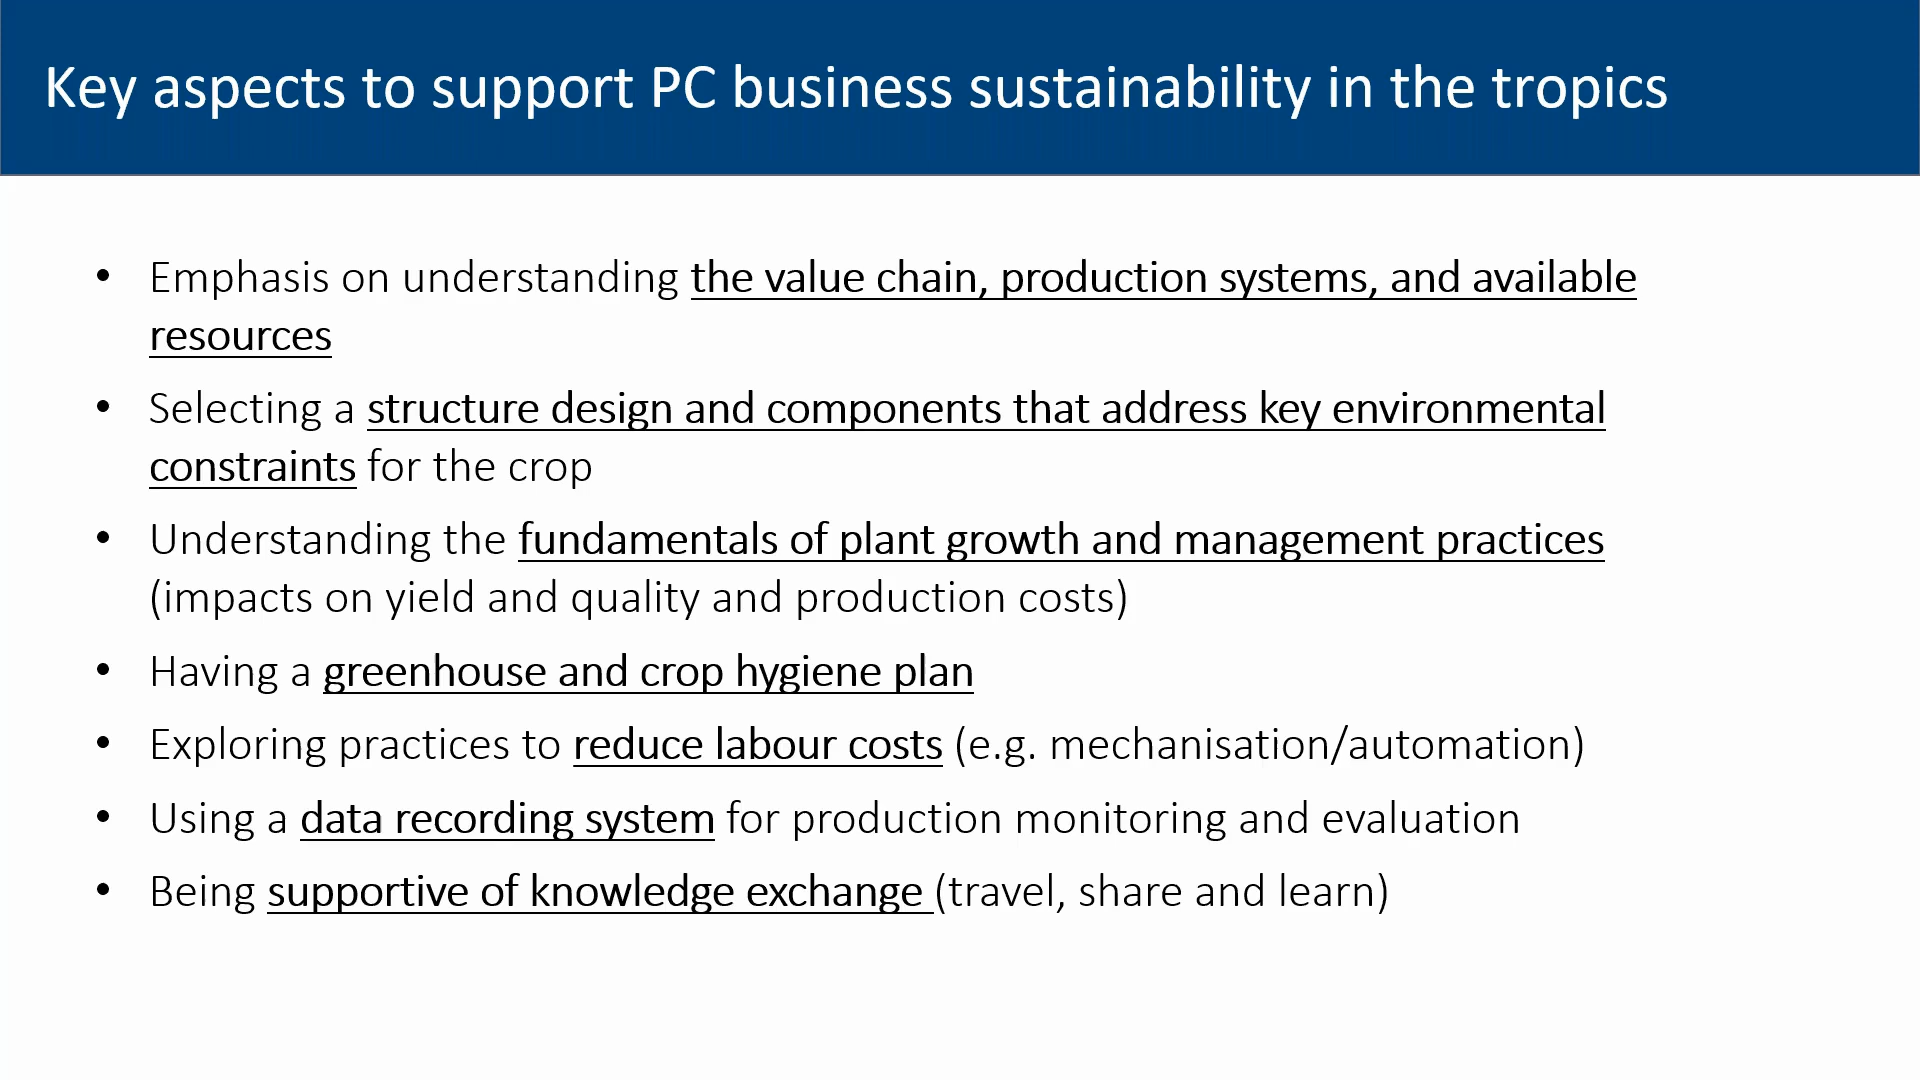 Key aspects to support PC business sustainability in the tropics
• Emphasis on understanding the value chain, production systems, and available
resources
• Selecting a structure design and components that address key environmental
constraints for the crop
• Understanding the fundamentals of plant growth and management practices
(impacts on yield and quality and production costs)
• Having a greenhouse and crop hygiene plan
• Exploring practices to reduce labour costs (e.g. mechanisation/automation)
• Using a data recording system for production monitoring and evaluation
• Being supportive of knowledge exchange (travel, share and learn)